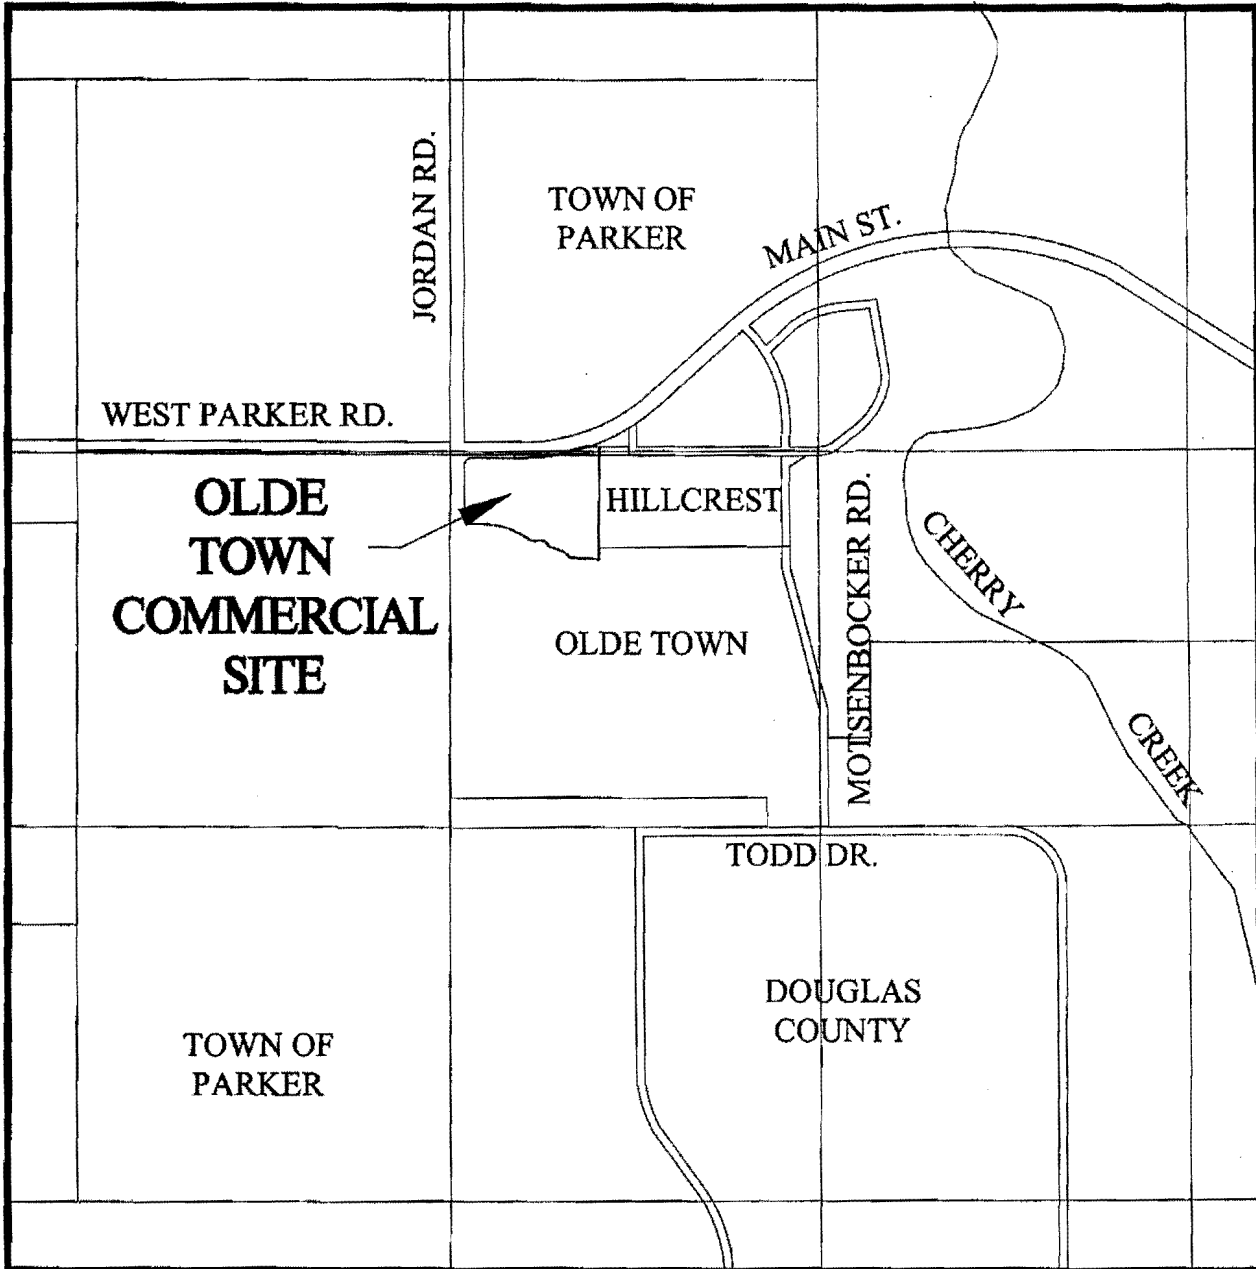 JORDAN RD.
TOWN OF
PARKER
MAIN ST.
WEST PARKER RD.
OLDE
TOWN
COMMERCIAL
SITE
HILLCREST
OLDE TOWN
MOTSENBOCKER RD.
CHERRY
CREEK
TODD DR.
DOUGLAS
COUNTY
TOWN OF
PARKER